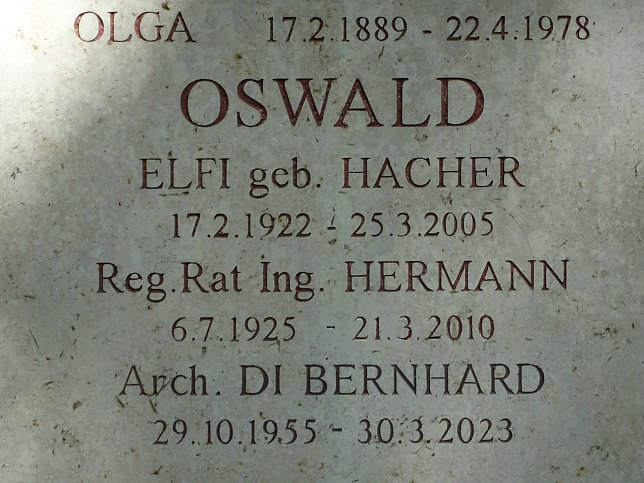 OLGA 17.2.1889 - 22.4.1978
OSWALD
ELFI geb. HACHER
17.2.1922 - 25.3.2005
Reg.Rat Ing. HERMANN
6.7.1925 - 21.3.2010
Arch. DI BERNHARD
29.10.1955 - 30.3.2023